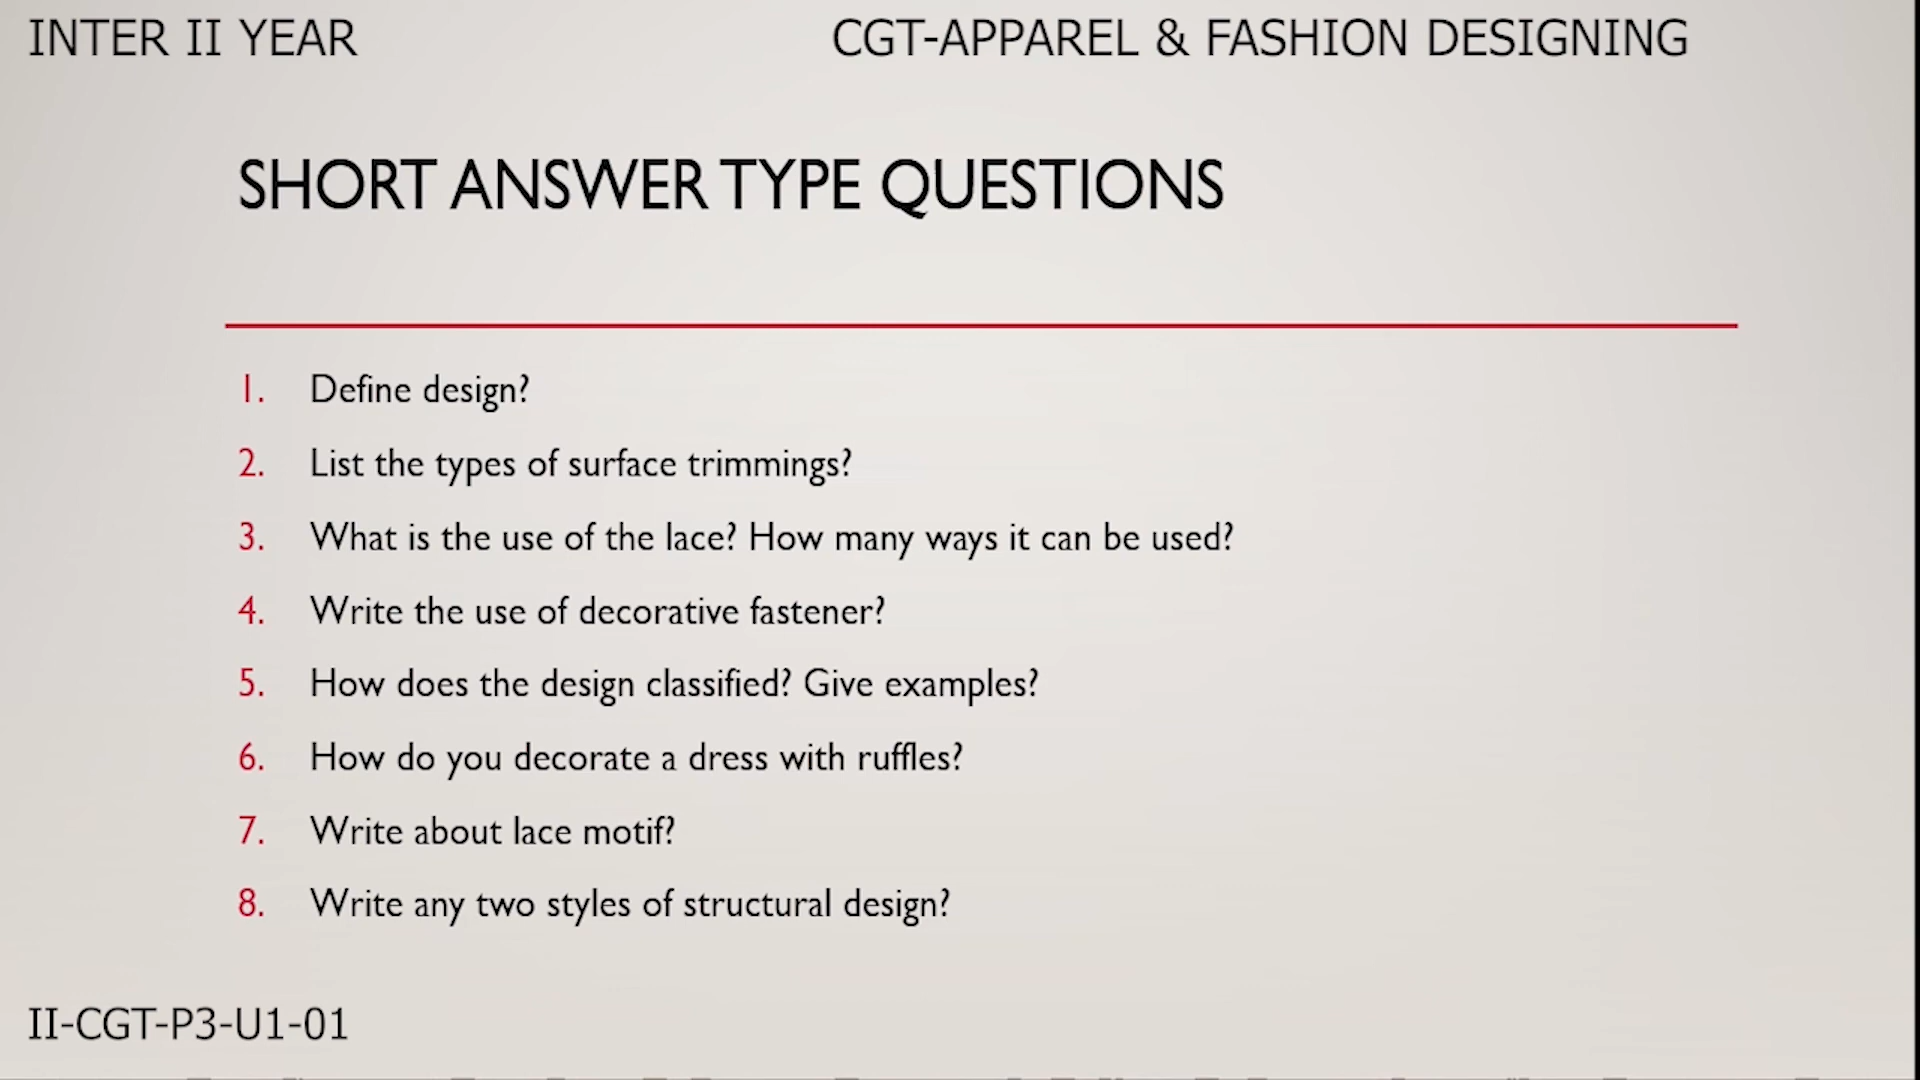 INTER II YEAR
CGT-APPAREL & FASHION DESIGNING
SHORT ANSWER TYPE QUESTIONS
1. Define design?
2. List the types of surface trimmings?
3. What is the use of the lace? How many ways it can be used?
4. Write the use of decorative fastener?
5. How does the design classified? Give examples?
6. How do you decorate a dress with ruffles?
7. Write about lace motif?
8. Write any two styles of structural design?
II-CGT-P3-U1-01